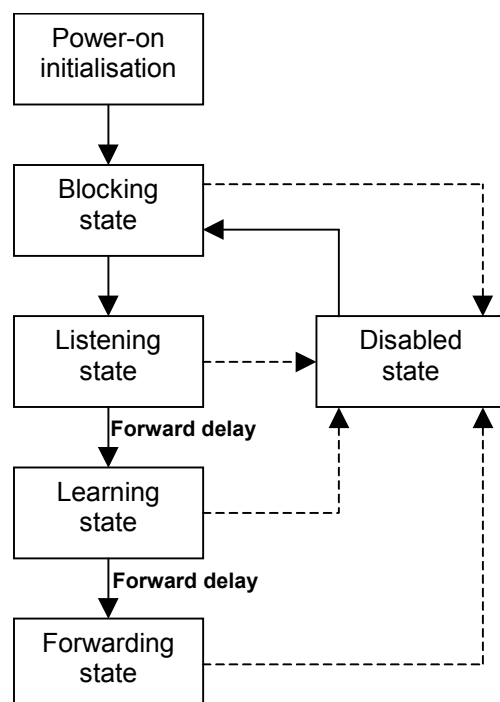 Power-on
initialisation
Blocking
state
Listening
state
Disabled
state
Forward delay
Learning
state
Forward delay
Forwarding
state